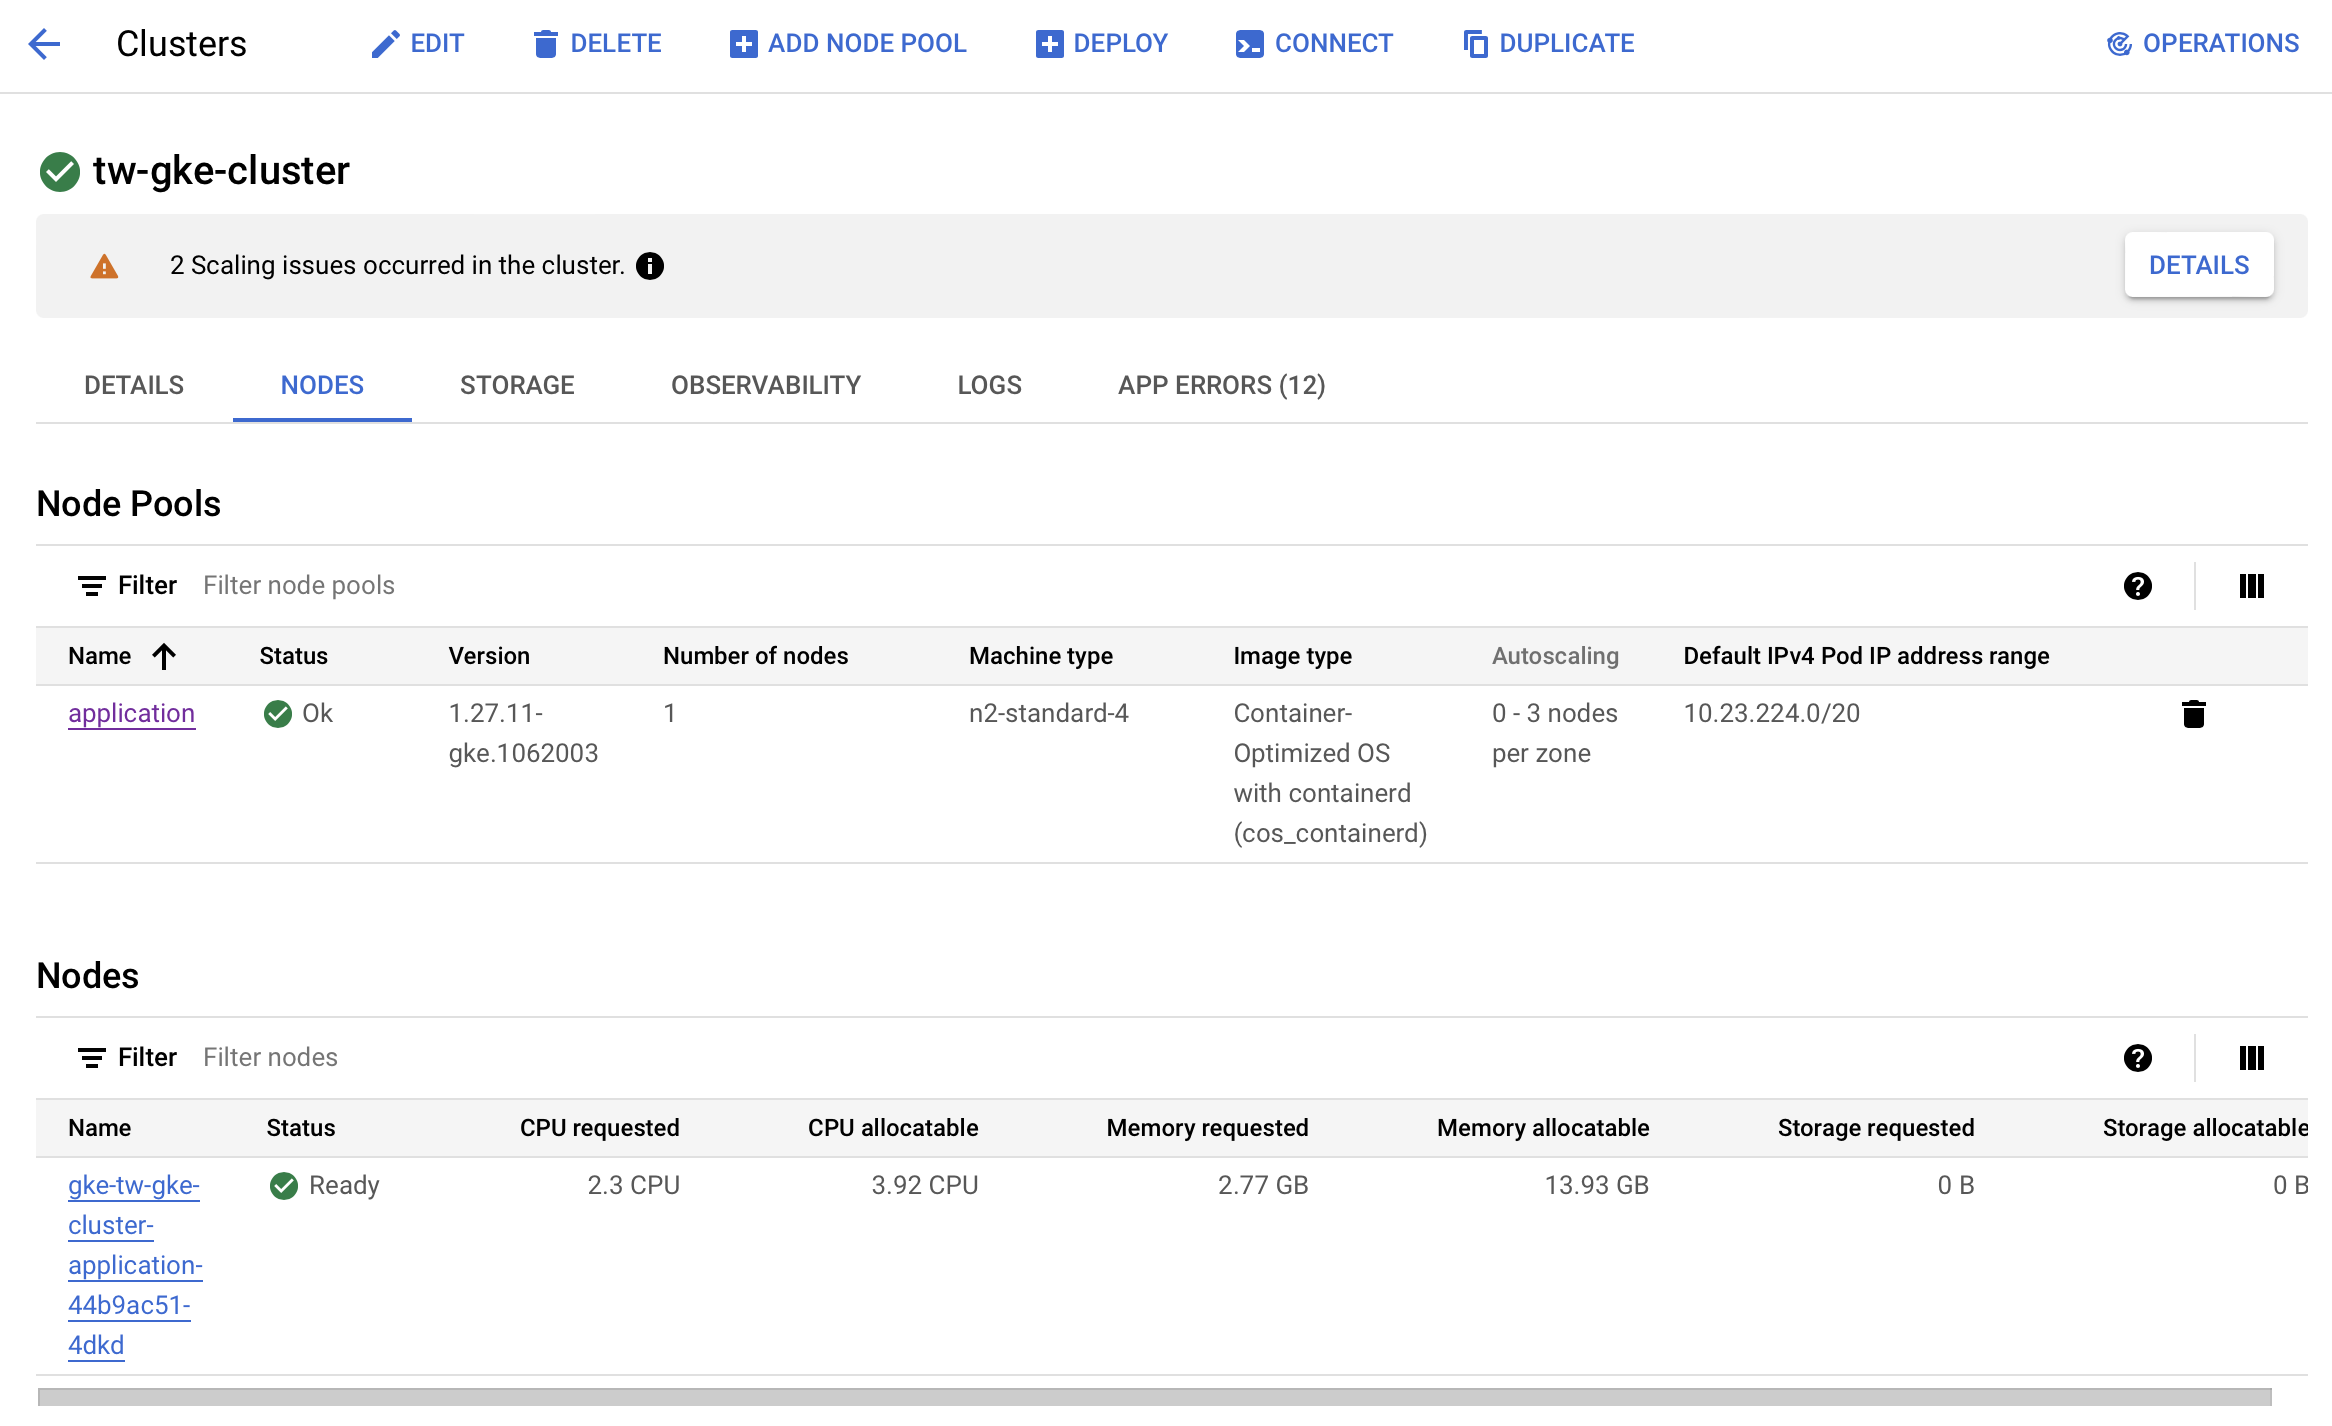 Clusters EDIT DELETE ADD NODE POOL DEPLOY CONNECT DUPLICATE OPERATIONS
tw-gke-cluster
2 Scaling issues occurred in the cluster. DETAILS
DETAILS NODES STORAGE OBSERVABILITY LOGS APP ERRORS (12)
Node Pools
Filter Filter node pools
Name Status Version Number of nodes Machine type Image type Autoscaling Default IPv4 Pod IP address range
application Ok 1.27.11- 1 n2-standard-4 Container- 0 - 3 nodes 10.23.224.0/20
gke.1062003 Optimized OS per zone
with containerd
(cos_containerd)
Nodes
Filter Filter nodes
Name Status CPU requested CPU allocatable Memory requested Memory allocatable Storage requested Storage allocatable
gke-tw-gke- Ready 2.3 CPU 3.92 CPU 2.77 GB 13.93 GB 0 B 0 B
cluster-
application-
44b9ac51-
4dkd